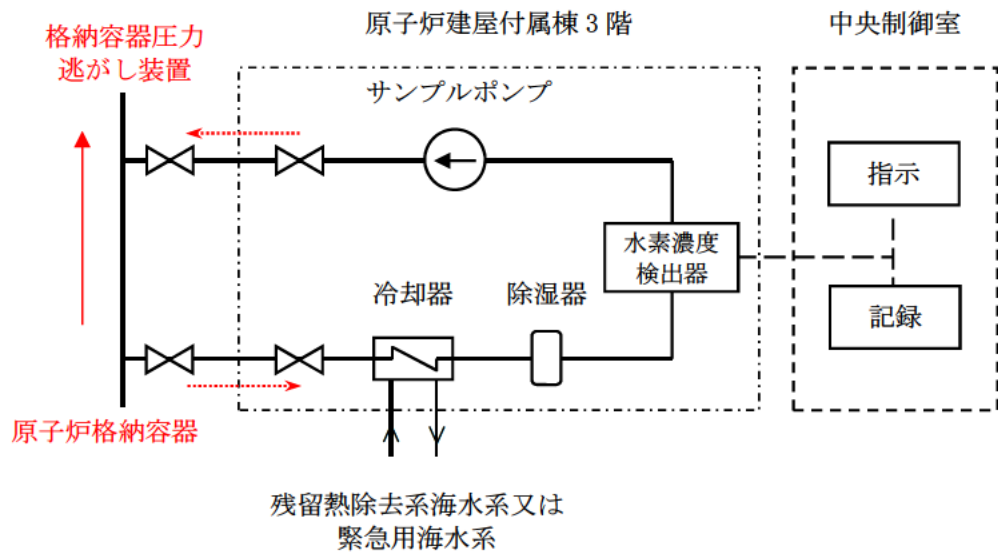 原子炉建屋付属棟3階
中央制御室
格納容器圧力
逃がし装置
サンプルポンプ
指示
水素濃度
検出器
冷却器
除湿器
記録
原子炉格納容器
残留熱除去系海水系又は
緊急用海水系